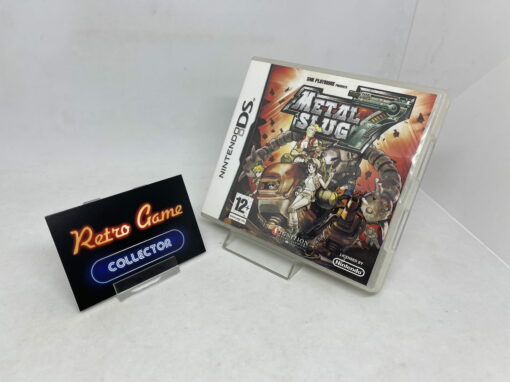 Retro Game
COLLECTOR
NINTENDO DS
SNK PLAYMORE PRESENTS
METAL
SLUG 7
12+
LICENSED BY
Nintendo